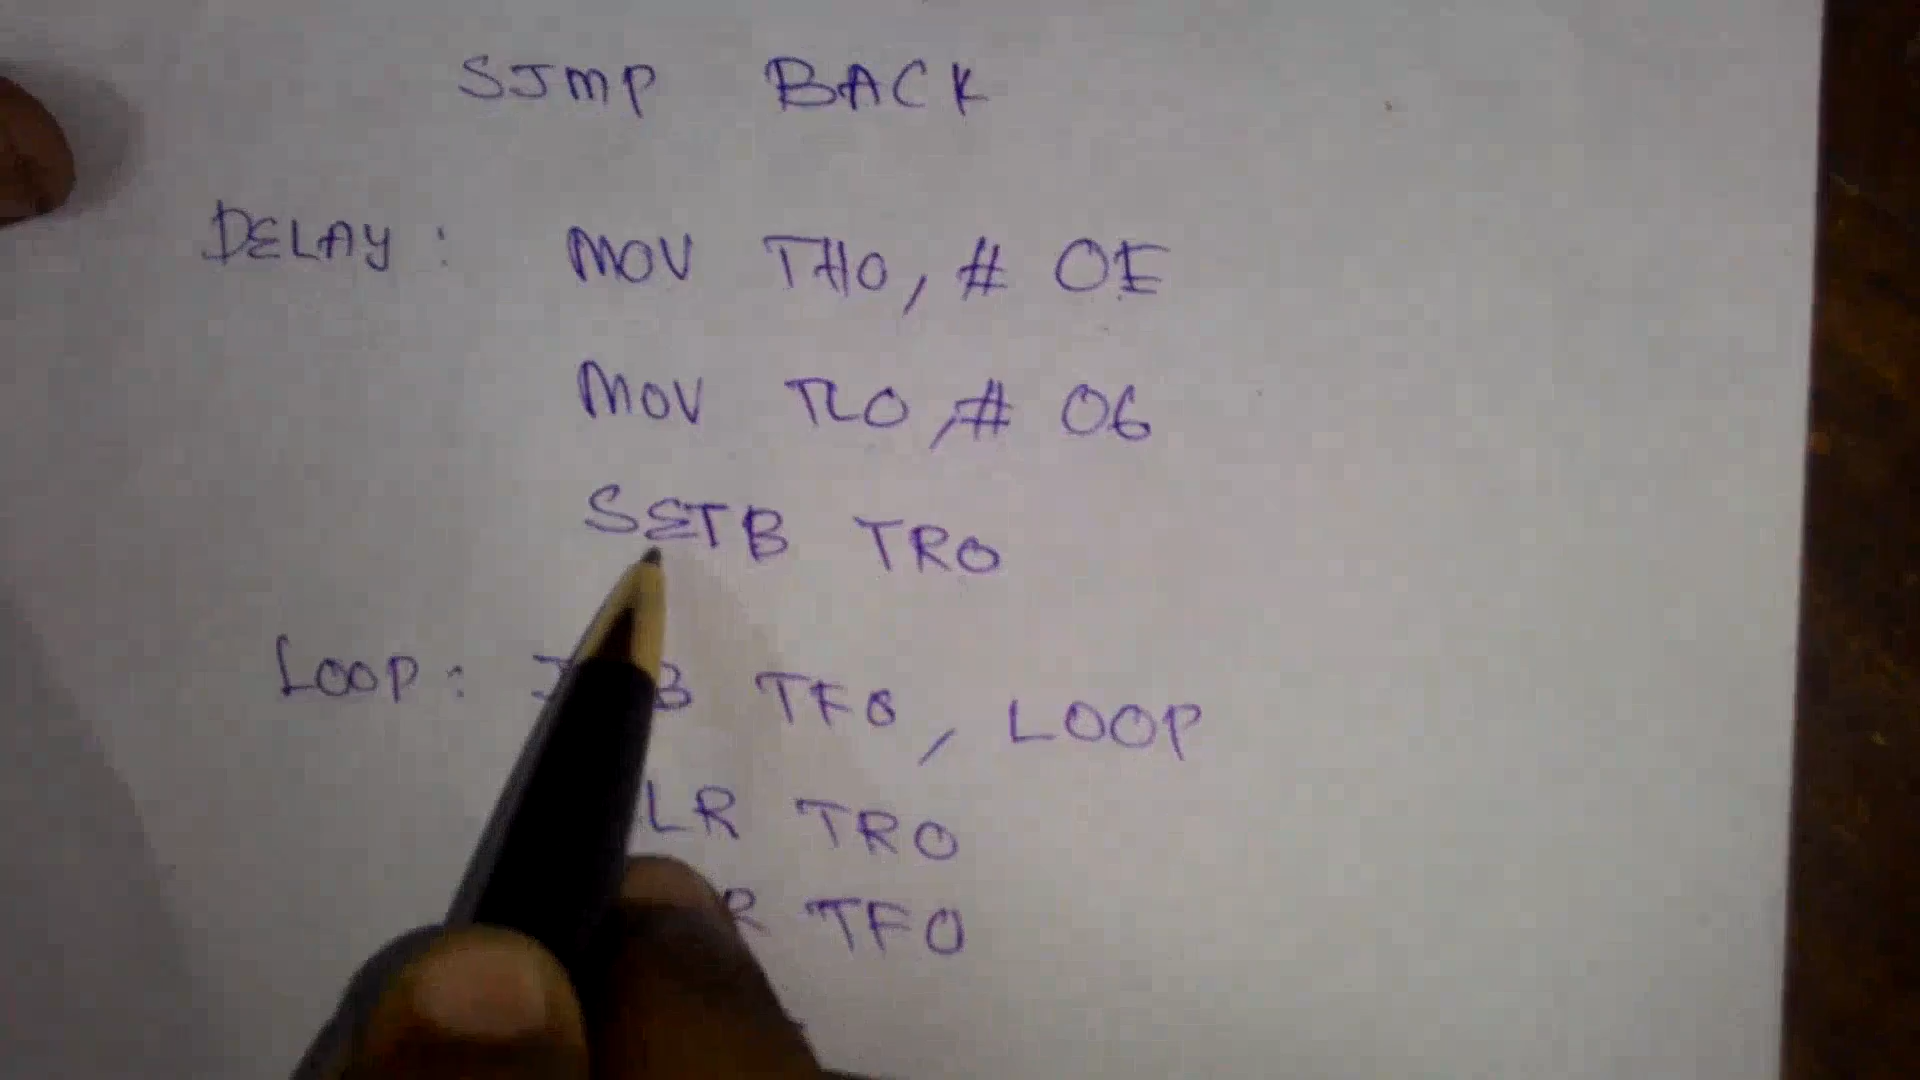 SJMP BACK
DELAY : MOV TH0, # 0E
MOV TL0, # 06
SETB TR0
LOOP : TF0, LOOP
TR0
TF0